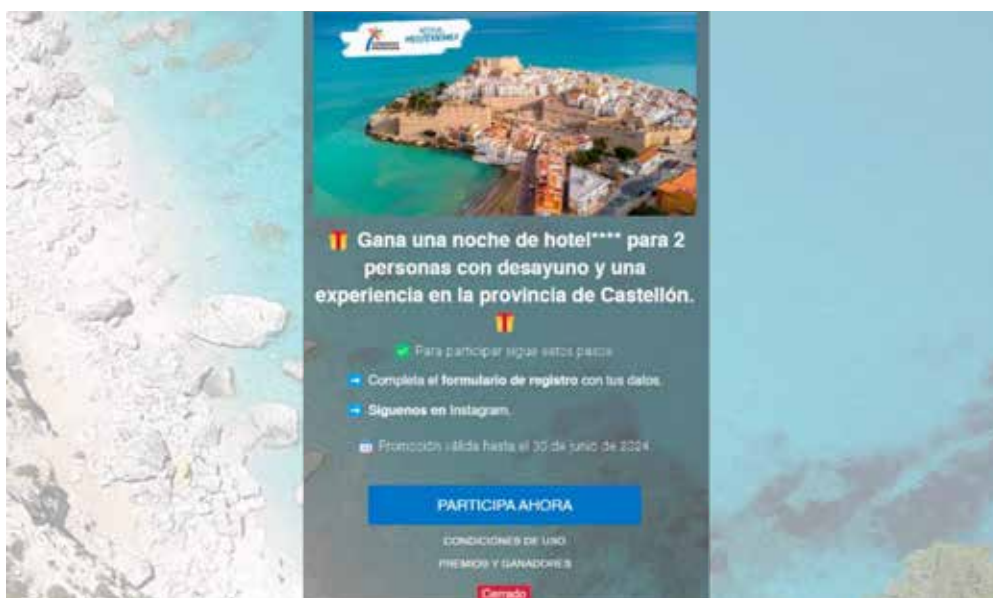 MEDITERRÁNEA
🎁 Gana una noche de hotel**** para 2
personas con desayuno y una
experiencia en la provincia de Castellón.
🎁
✅ Para participar sigue estos pasos
➡ Completa el formulario de registro con tus datos.
➡ Síguenos en Instagram.
📅 Promoción válida hasta el 30 de junio de 2024
PARTICIPA AHORA
CONDICIONES DE USO
PREMIOS Y GANADORES
Cerrado